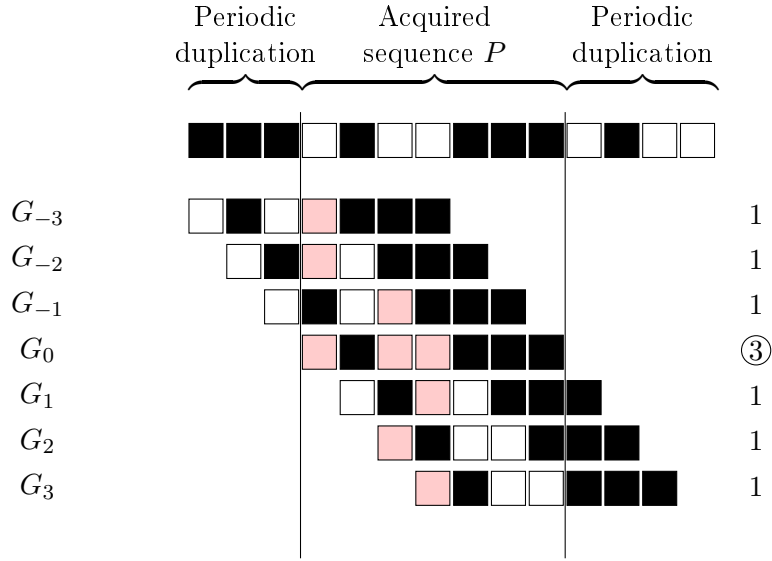 Periodic duplication
Acquired sequence P
Periodic duplication
G₋₃ 1
G₋₂ 1
G₋₁ 1
G₀ ③
G₁ 1
G₂ 1
G₃ 1